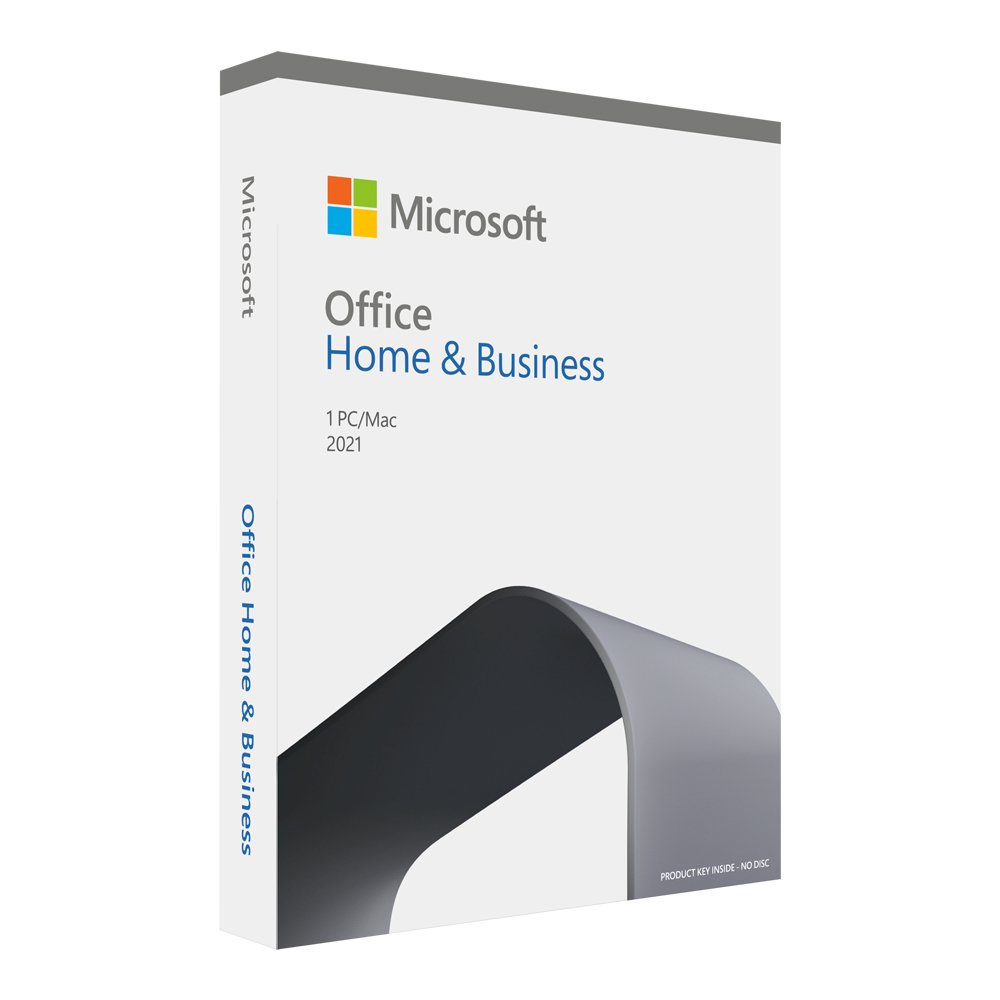 Microsoft
Office
Home & Business
1 PC/Mac
2021
PRODUCT KEY INSIDE - NO DISC
Microsoft
Office Home & Business